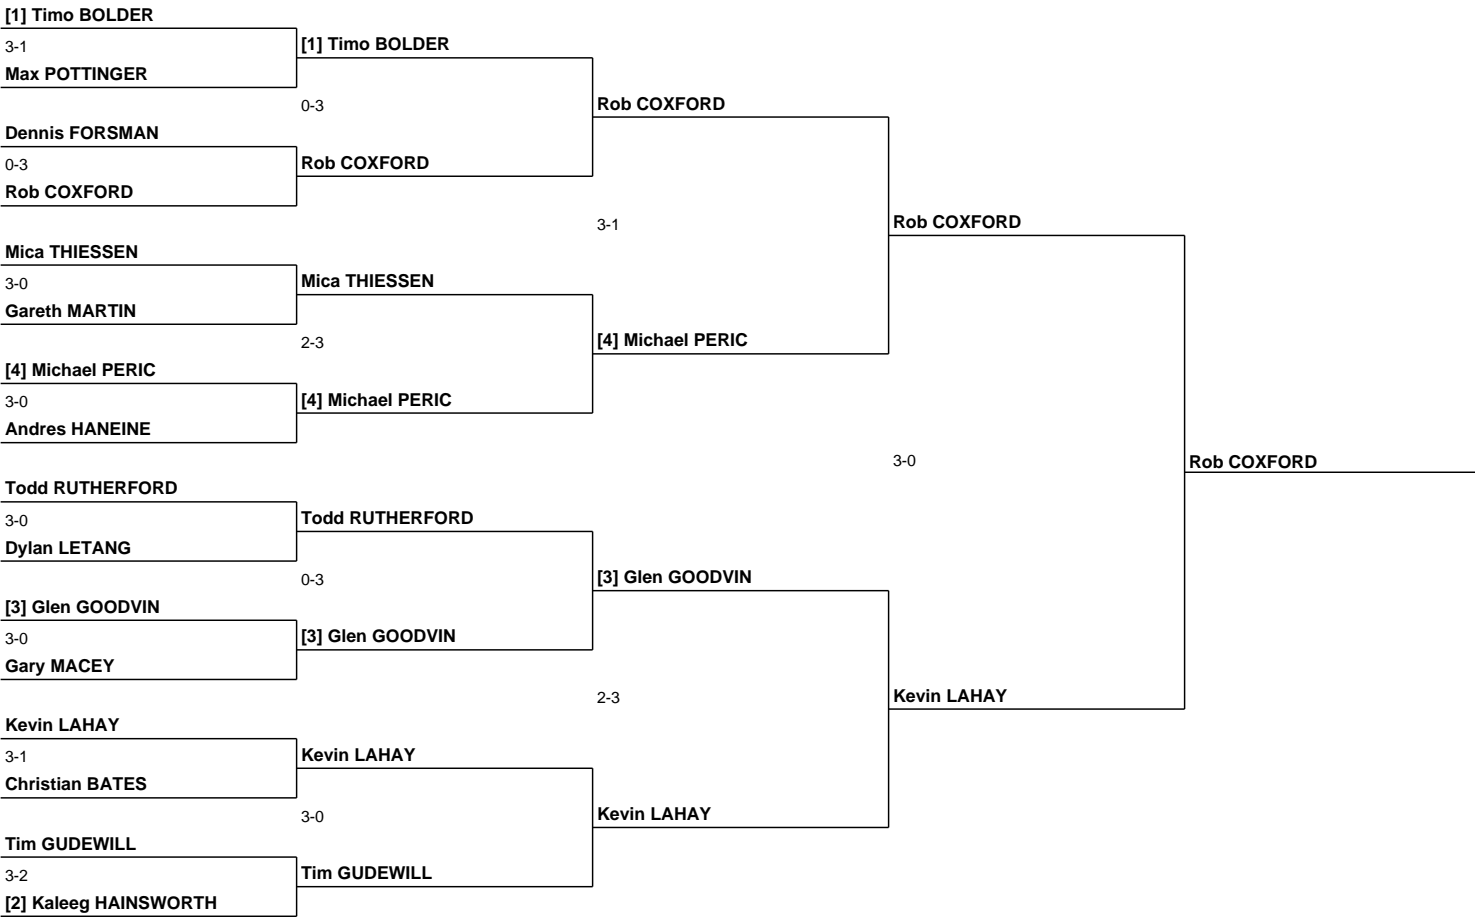 [1] Timo BOLDER
3-1
Max POTTINGER
Dennis FORSMAN
0-3
Rob COXFORD
Mica THIESSEN
3-0
Gareth MARTIN
[4] Michael PERIC
3-0
Andres HANEINE
Todd RUTHERFORD
3-0
Dylan LETANG
[3] Glen GOODVIN
3-0
Gary MACEY
Kevin LAHAY
3-1
Christian BATES
Tim GUDEWILL
3-2
[2] Kaleeg HAINSWORTH
[1] Timo BOLDER
0-3
Rob COXFORD
Mica THIESSEN
2-3
[4] Michael PERIC
Todd RUTHERFORD
0-3
[3] Glen GOODVIN
Kevin LAHAY
3-0
Tim GUDEWILL
Rob COXFORD
3-1
[4] Michael PERIC
[3] Glen GOODVIN
2-3
Kevin LAHAY
Rob COXFORD
3-0
Kevin LAHAY
Rob COXFORD